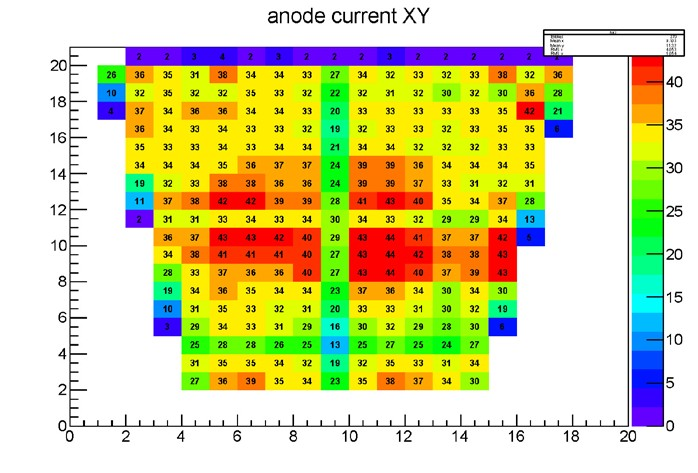 anode current XY
2 2 3 4 2 3 2 2 2 3 2 2 2 2
20 26 36 35 31 38 34 34 33 27 34 32 33 33 35 33 38 32 36 40
18 10 32 35 32 35 34 33 32 22 32 31 32 30 32 30 36 28
4 37 34 36 36 34 33 33 20 33 33 33 34 35 35 42 21 35
16 36 34 33 34 33 33 32 19 32 33 33 32 32 33 35 6
35 33 33 34 34 33 33 21 33 34 33 34 35 34 33 30
14 34 34 34 35 36 37 37 24 39 39 36 34 34 34 35
19 32 33 38 38 36 36 24 39 39 37 33 31 32 31 25
12 11 37 38 42 42 39 39 28 41 43 40 35 34 37 28
2 31 31 33 34 33 34 30 34 33 32 29 29 34 13 20
10 36 37 43 43 42 40 29 43 44 41 37 37 42 5
34 38 41 41 41 40 27 43 44 42 38 38 43
8 28 33 37 36 36 40 27 43 44 40 37 39 43 15
19 34 36 35 34 34 23 37 36 34 30 34 30
6 10 31 35 34 32 31 20 33 33 32 30 32 19 10
3 29 34 33 31 29 16 30 32 29 28 30 6
4 25 28 28 26 25 13 25 27 25 24 27 5
31 35 35 34 32 19 32 35 33 31 34
2 27 36 39 35 34 23 35 38 37 34 30
0 0
0 2 4 6 8 10 12 14 16 18 20